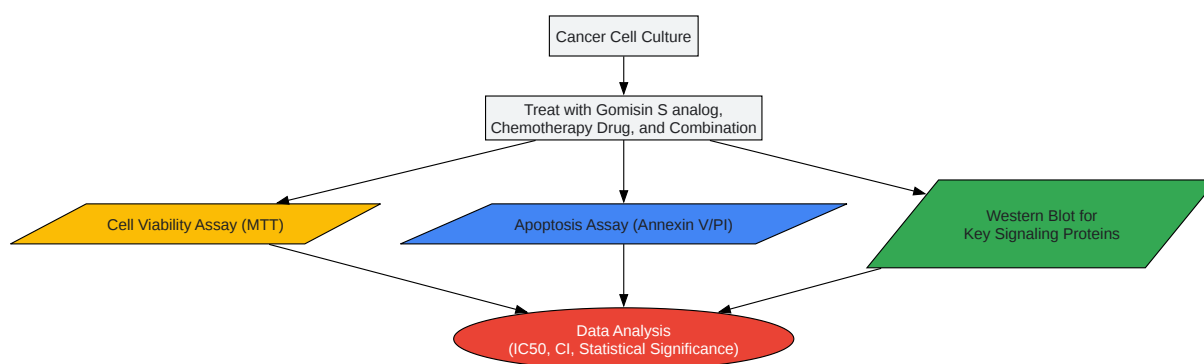 Cancer Cell Culture
Treat with Gomisin S analog,
Chemotherapy Drug, and Combination
Cell Viability Assay (MTT)
Apoptosis Assay (Annexin V/PI)
Western Blot for
Key Signaling Proteins
Data Analysis
(IC50, CI, Statistical Significance)